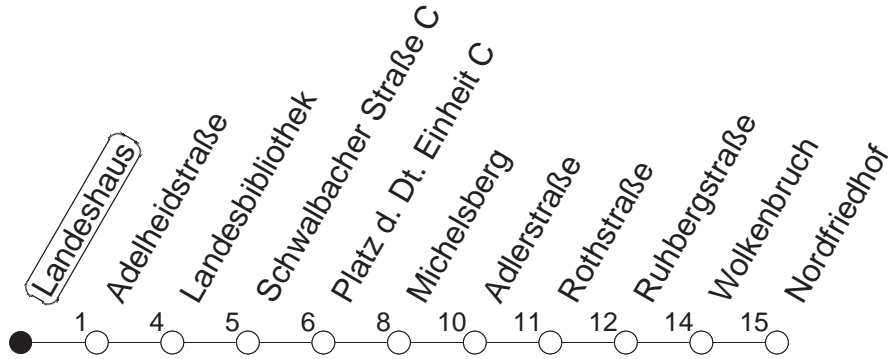 Landeshaus
Adelheidstraße
Landesbibliothek
Schwalbacher Straße C
Platz d. Dt. Einheit C
Michelsberg
Adlerstraße
Rothstraße
Ruhbergstraße
Wolkenbruch
Nordfriedhof
1 4 5 6 8 10 11 12 14 15